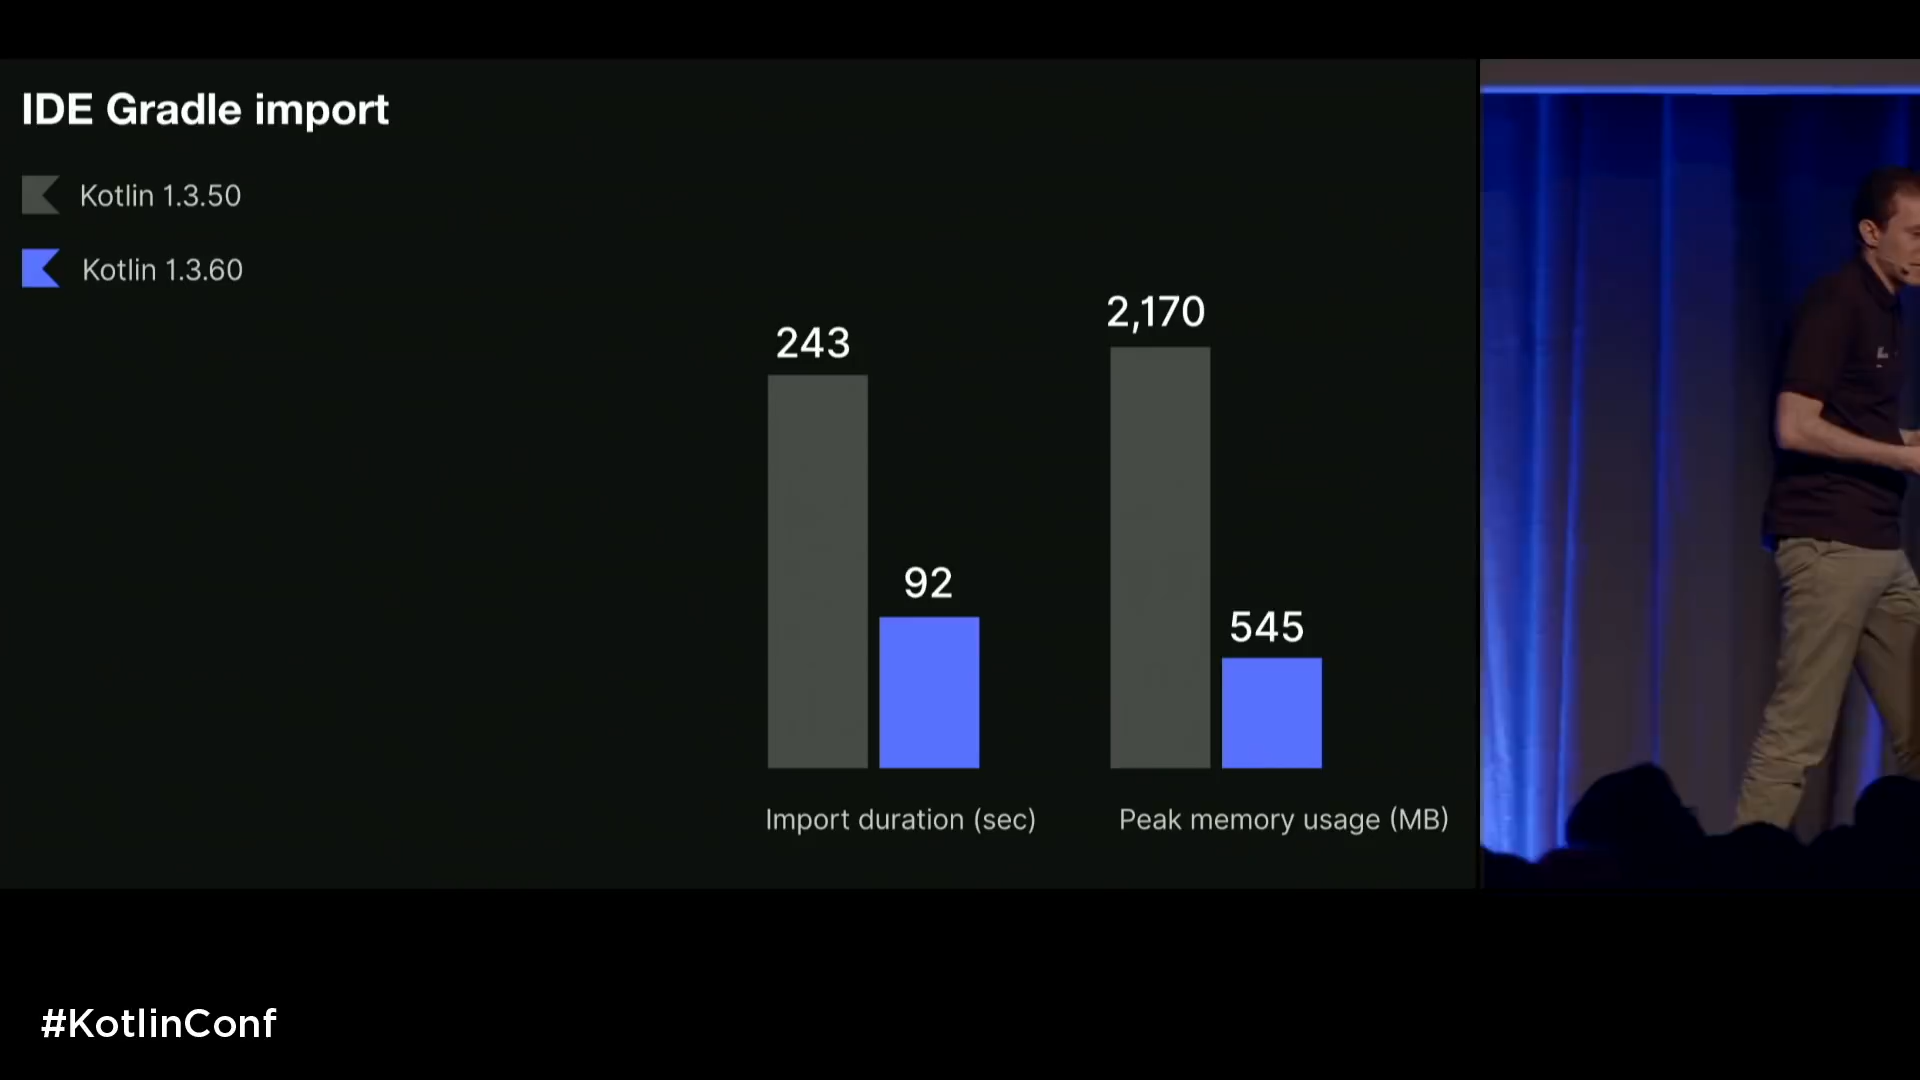 IDE Gradle import
Kotlin 1.3.50
Kotlin 1.3.60
243
92
2,170
545
Import duration (sec)
Peak memory usage (MB)
#KotlinConf